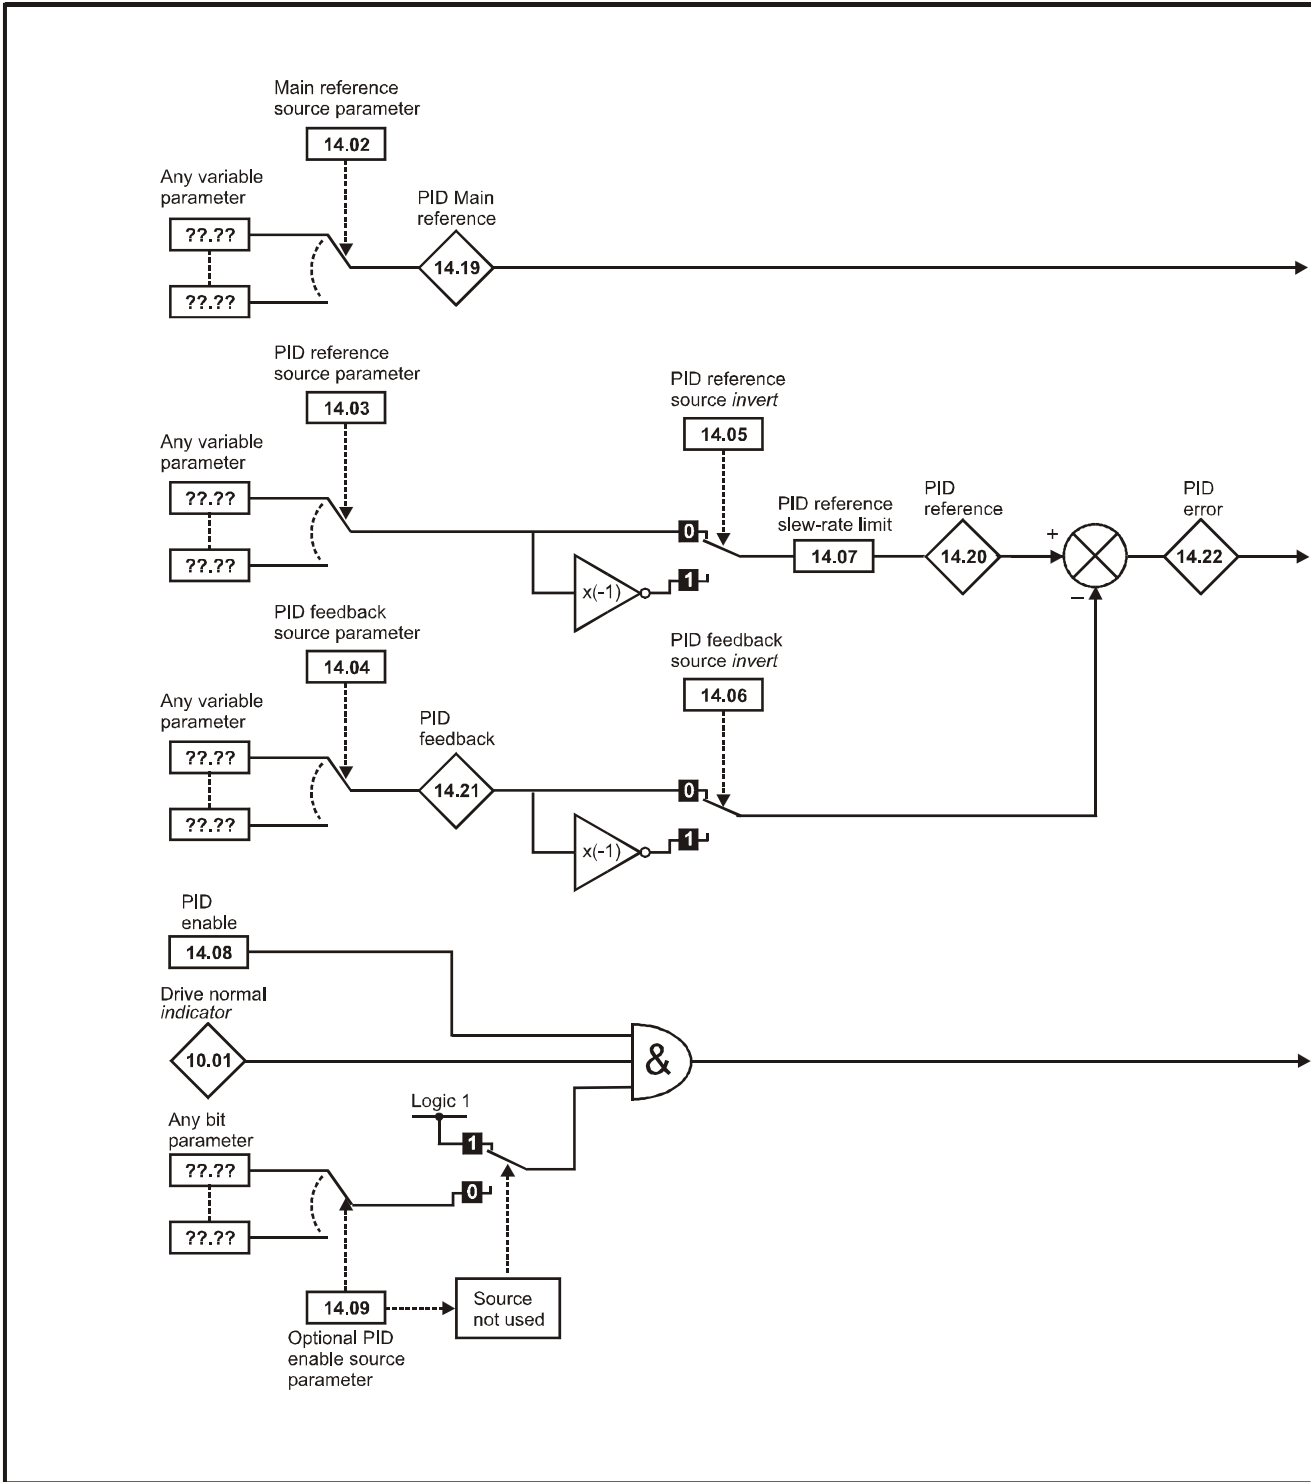 Main reference
source parameter
14.02
Any variable
parameter
PID Main
reference
??.??
14.19
??.??
PID reference
source parameter
14.03
PID reference
source invert
14.05
Any variable
parameter
??.??
??.??
0
1
x(-1)
PID reference
slew-rate limit
14.07
PID
reference
14.20
+
−
PID
error
14.22
PID feedback
source parameter
14.04
PID feedback
source invert
14.06
Any variable
parameter
PID
feedback
??.??
14.21
??.??
0
1
x(-1)
PID
enable
14.08
Drive normal
indicator
10.01
&
Logic 1
Any bit
parameter
??.??
??.??
1
0
14.09
Source
not used
Optional PID
enable source
parameter